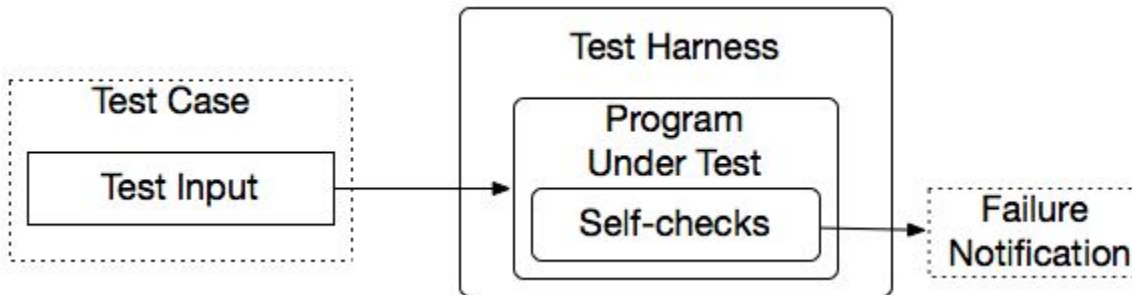 Test Harness
Test Case
Program
Under Test
Test Input
Self-checks
Failure
Notification